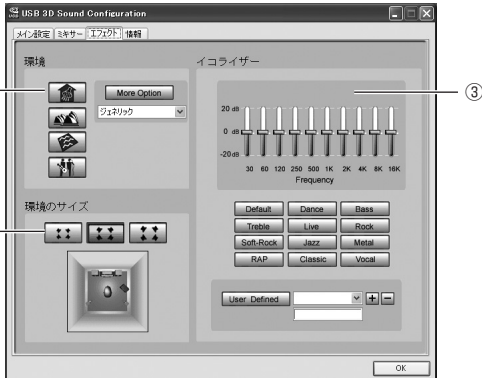 USB 3D Sound Configuration
メイン設定 ミキサー エフェクト 情報
環境
More Option
ジェネリック
環境のサイズ
イコライザー
20 dB
0 dB
-20dB
30 60 120 250 500 1K 2K 4K 8K 16K
Frequency
Default Dance Bass
Treble Live Rock
Soft-Rock Jazz Metal
RAP Classic Vocal
User Defined
OK
③